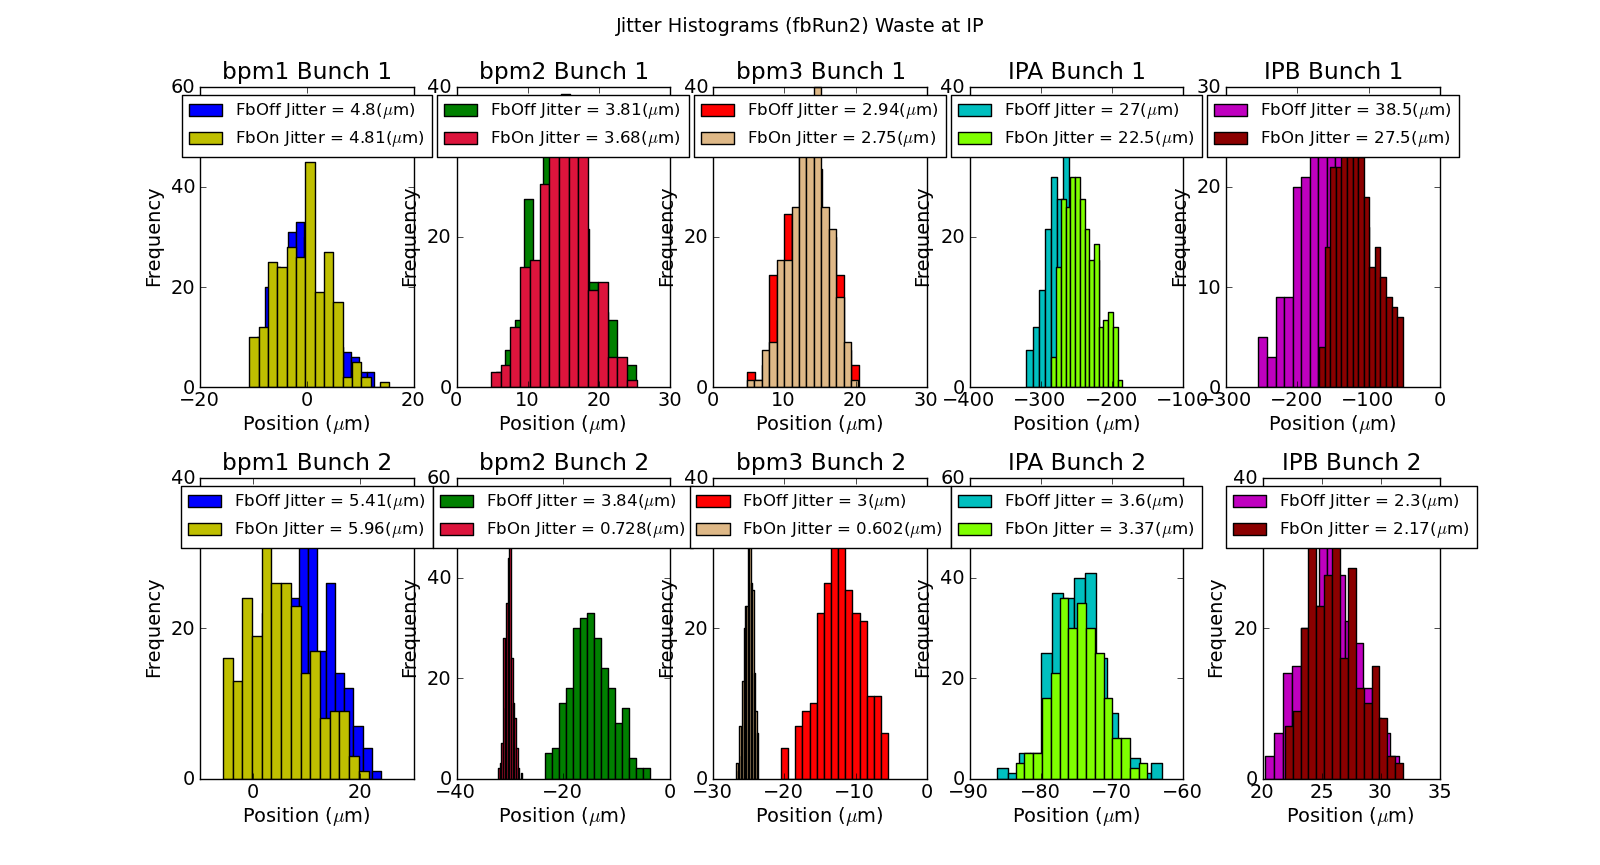 Jitter Histograms (fbRun2) Waste at IP
bpm1 Bunch 1
60
40
20
0
Frequency
FbOff Jitter = 4.8(μm)
FbOn Jitter = 4.81(μm)
−20 0 20
Position (μm)
bpm2 Bunch 1
40
20
0
Frequency
FbOff Jitter = 3.81(μm)
FbOn Jitter = 3.68(μm)
0 10 20 30
Position (μm)
bpm3 Bunch 1
40
20
0
Frequency
FbOff Jitter = 2.94(μm)
FbOn Jitter = 2.75(μm)
0 10 20 30
Position (μm)
IPA Bunch 1
40
20
0
Frequency
FbOff Jitter = 27(μm)
FbOn Jitter = 22.5(μm)
−400 −300 −200 −100
Position (μm)
IPB Bunch 1
30
20
10
0
Frequency
FbOff Jitter = 38.5(μm)
FbOn Jitter = 27.5(μm)
−300 −200 −100 0
Position (μm)
bpm1 Bunch 2
40
20
0
Frequency
FbOff Jitter = 5.41(μm)
FbOn Jitter = 5.96(μm)
0 20
Position (μm)
bpm2 Bunch 2
60
40
20
0
Frequency
FbOff Jitter = 3.84(μm)
FbOn Jitter = 0.728(μm)
−40 −20 0
Position (μm)
bpm3 Bunch 2
40
20
0
Frequency
FbOff Jitter = 3(μm)
FbOn Jitter = 0.602(μm)
−30 −20 −10 0
Position (μm)
IPA Bunch 2
60
40
20
0
Frequency
FbOff Jitter = 3.6(μm)
FbOn Jitter = 3.37(μm)
−90 −80 −70 −60
Position (μm)
IPB Bunch 2
40
20
0
Frequency
FbOff Jitter = 2.3(μm)
FbOn Jitter = 2.17(μm)
20 25 30 35
Position (μm)